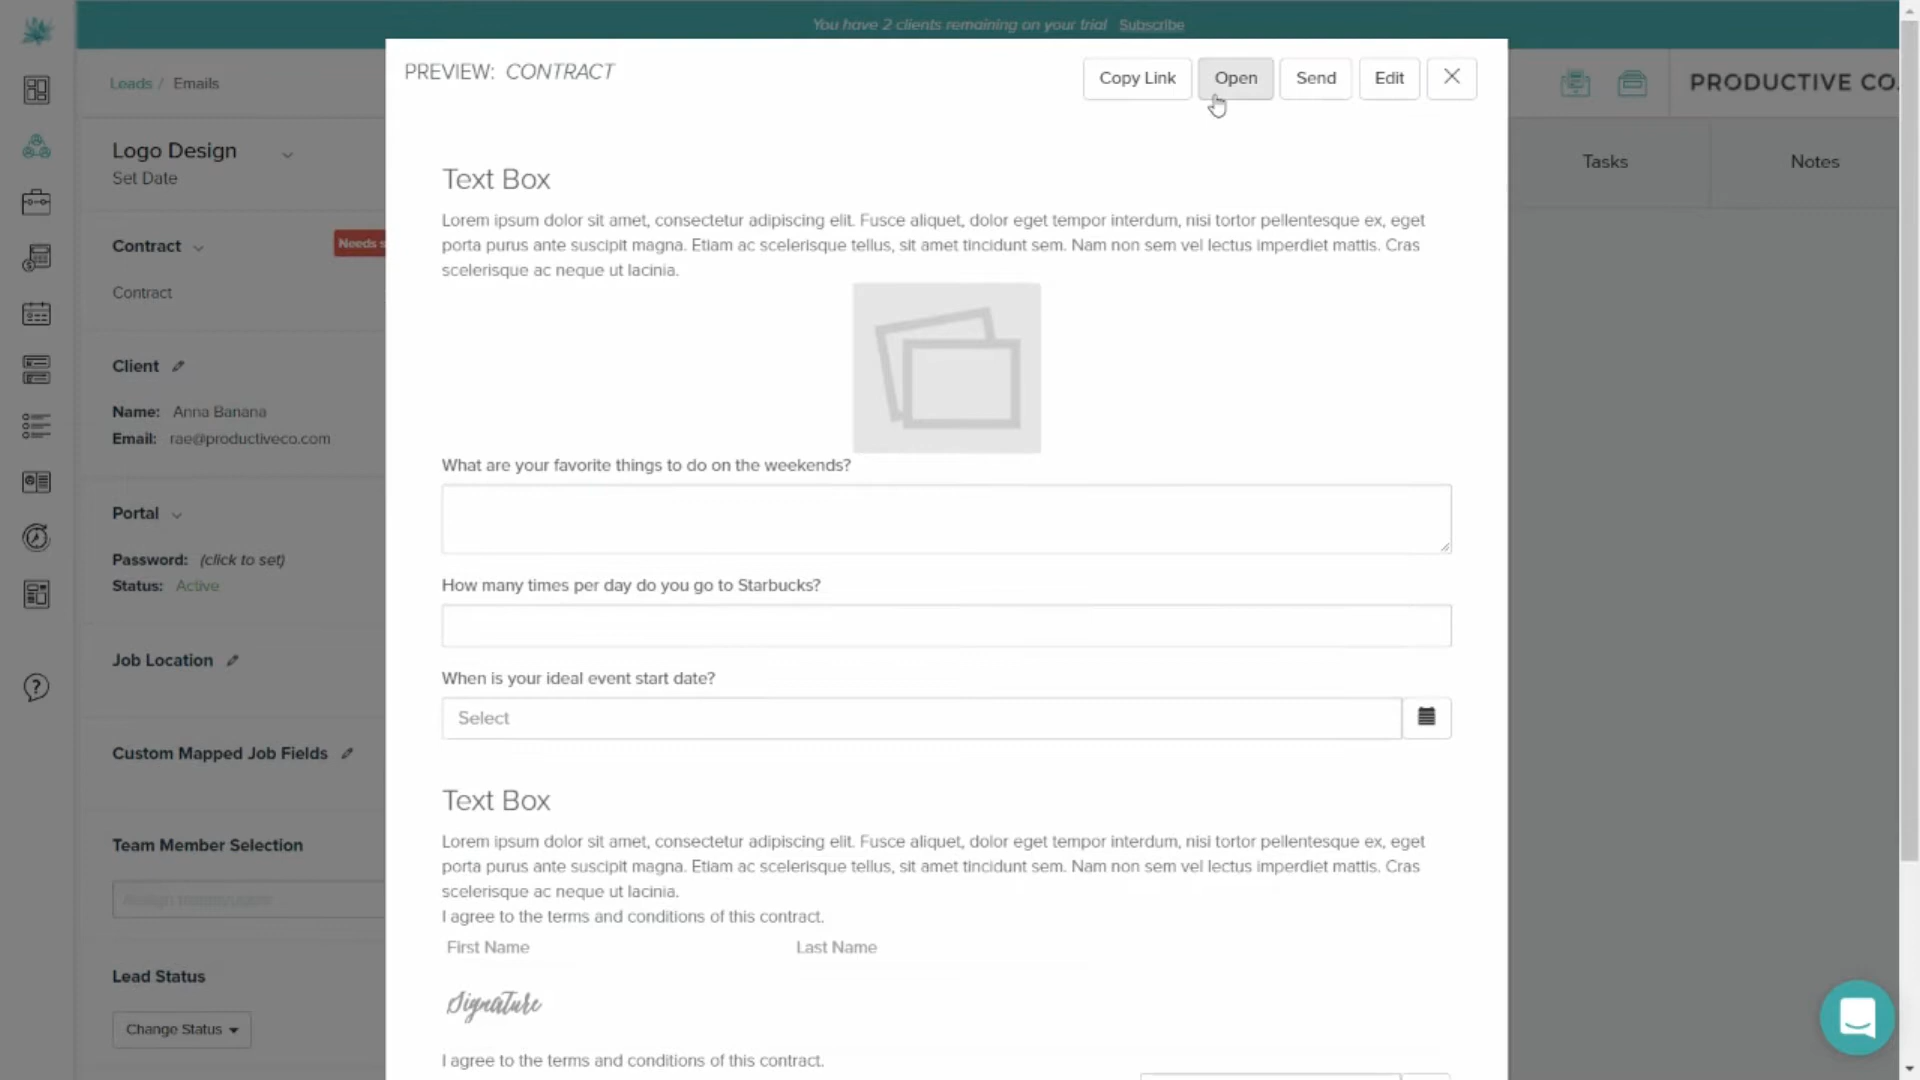 You have 2 clients remaining on your trial Subscribe
PREVIEW: CONTRACT
Copy Link
Open
Send
Edit
Leads / Emails
PRODUCTIVE CO.
Logo Design
Set Date
Tasks
Notes
Contract
Needs s
Contract
Client
Name: Anna Banana
Email: rae@productiveco.com
Portal
Password: (click to set)
Status: Active
Job Location
Custom Mapped Job Fields
Team Member Selection
Lead Status
Change Status
Text Box
Lorem ipsum dolor sit amet, consectetur adipiscing elit. Fusce aliquet, dolor eget tempor interdum, nisi tortor pellentesque ex, eget
porta purus ante suscipit magna. Etiam ac scelerisque tellus, sit amet tincidunt sem. Nam non sem vel lectus imperdiet mattis. Cras
scelerisque ac neque ut lacinia.
What are your favorite things to do on the weekends?
How many times per day do you go to Starbucks?
When is your ideal event start date?
Select
Text Box
Lorem ipsum dolor sit amet, consectetur adipiscing elit. Fusce aliquet, dolor eget tempor interdum, nisi tortor pellentesque ex, eget
porta purus ante suscipit magna. Etiam ac scelerisque tellus, sit amet tincidunt sem. Nam non sem vel lectus imperdiet mattis. Cras
scelerisque ac neque ut lacinia.
I agree to the terms and conditions of this contract.
First Name
Last Name
Signature
I agree to the terms and conditions of this contract.